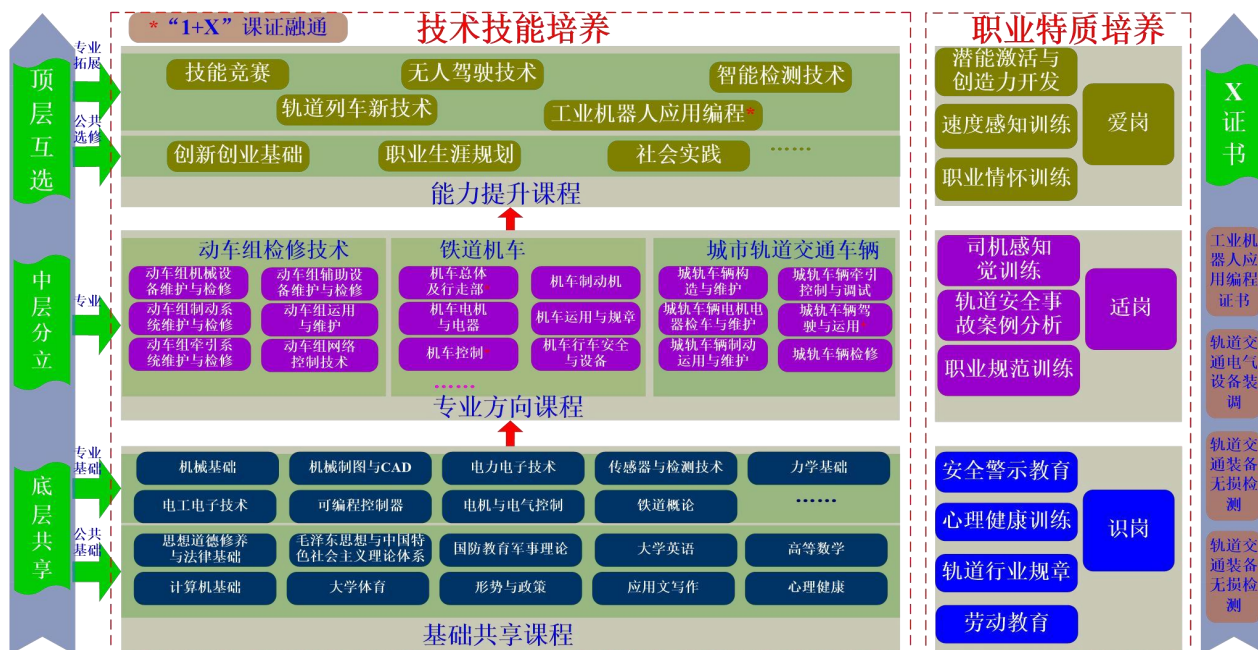 *“1+X”课证融通
技术技能培养
职业特质培养
顶层互选
专业
拓展
公共
选修
技能竞赛
无人驾驶技术
智能检测技术
轨道列车新技术
工业机器人应用编程*
创新创业基础
职业生涯规划
社会实践
……
能力提升课程
潜能激活与
创造力开发
速度感知训练
职业情怀训练
爱岗
X证书
中层分立
专业
动车组检修技术
动车组机械设
备维护与检修
动车组辅助设
备维护与检修
动车组制动系
统维护与检修
动车组运用
与维护
动车组牵引系
统维护与检修
动车组网络
控制技术
铁道机车
机车总体
及行走部*
机车制动机
机车电机
与电器
机车运用与规章
机车控制*
机车行车安全
与设备
……
城市轨道交通车辆
城轨车辆构
造与维护
城轨车辆牵引
控制与调试
城轨车辆电机电
器检车与维护
城轨车辆驾
驶与运用*
城轨车辆制动
运用与维护
城轨车辆检修
专业方向课程
司机感知
觉训练
轨道安全事
故案例分析
职业规范训练
适岗
工业机
器人应
用编程
证书
轨道交
通电气
设备装
调
轨道交
通装备
无损检
测
轨道交
通装备
无损检
测
底层共享
专业
基础
公共
基础
机械基础
机械制图与CAD
电力电子技术
传感器与检测技术
力学基础
电工电子技术
可编程控制器
电机与电气控制
铁道概论
……
思想道德修养
与法律基础
毛泽东思想与中国特
色社会主义理论体系
国防教育军事理论
大学英语
高等数学
计算机基础
大学体育
形势与政策
应用文写作
心理健康
基础共享课程
安全警示教育
心理健康训练
轨道行业规章
劳动教育
识岗